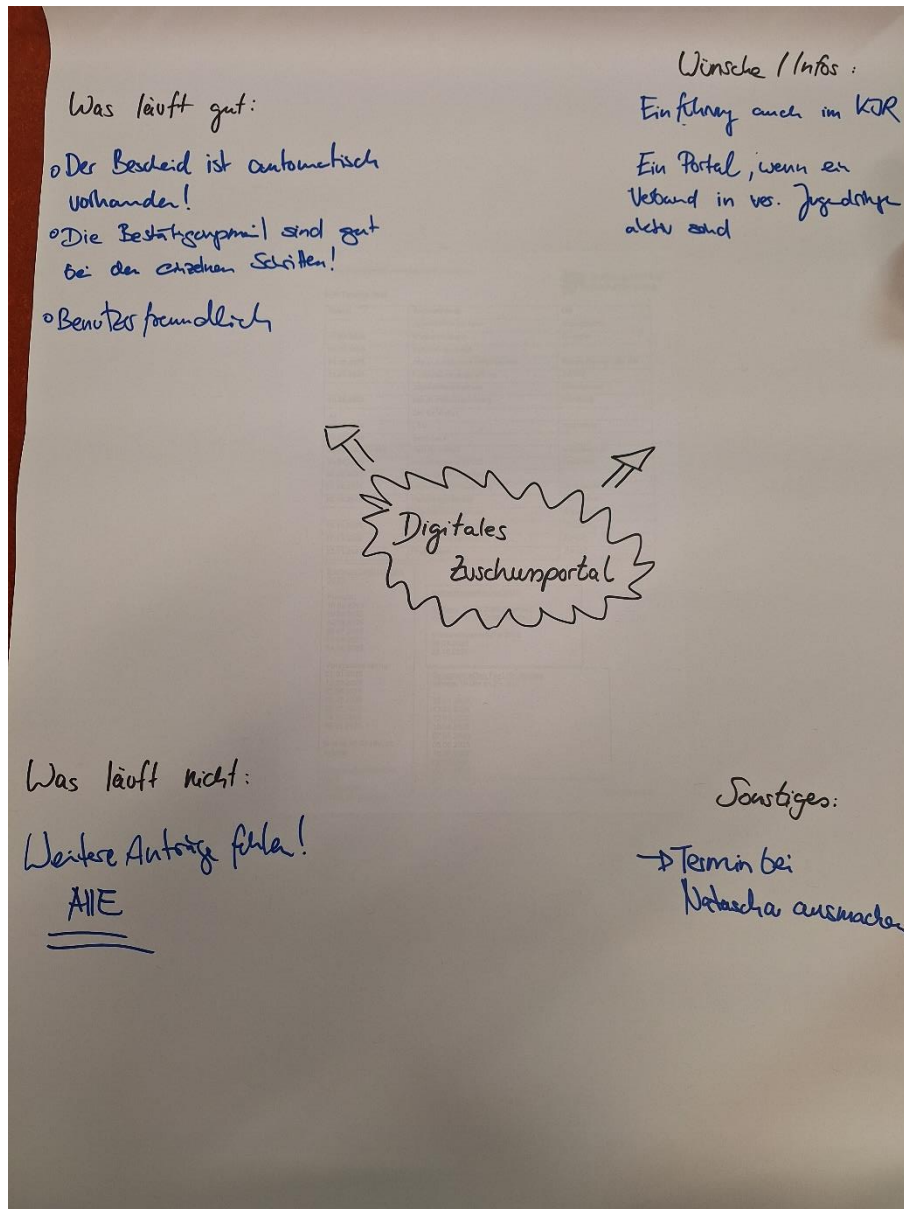 Was läuft gut:
o Der Bescheid ist automatisch
vorhanden!
o Die Bestätigungsmail sind gut
bei den einzelnen Schritten!
o Benutzerfreundlich
Wünsche / Infos:
Einführung auch im KJR
Ein Portal, wenn ein
Verband in ver. Jugendringen
aktiv sind
Digitales
Zuschussportal
Was läuft nicht:
Weitere Anträge fehlen!
AllE
Sonstiges:
→ Termin bei
Natascha ausmachen